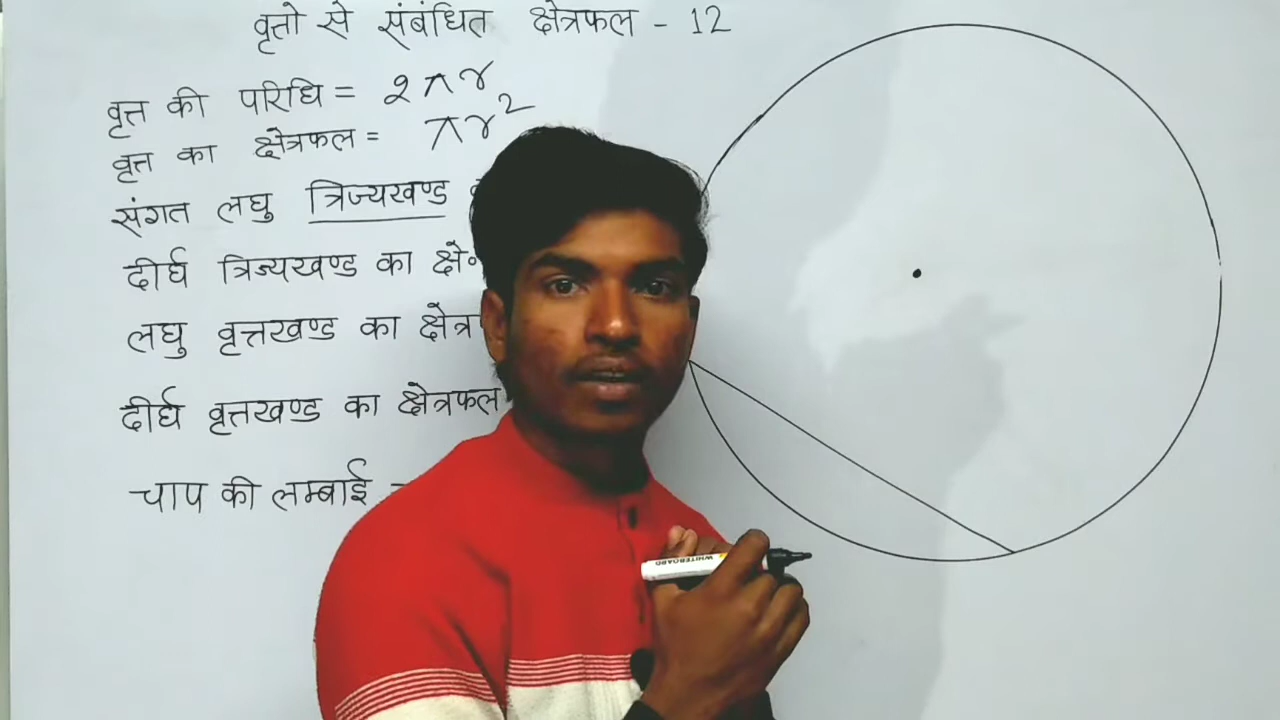 वृत्तो से संबंधित क्षेत्रफल - 12
वृत्त की परिधि = 2πr
वृत्त का क्षेत्रफल = πr²
संगत लघु त्रिज्यखण्ड
दीर्घ त्रिज्यखण्ड का क्षे॰
लघु वृत्तखण्ड का क्षेत्र
दीर्घ वृत्तखण्ड का क्षेत्रफल
चाप की लम्बाई =
WHITEBOARD